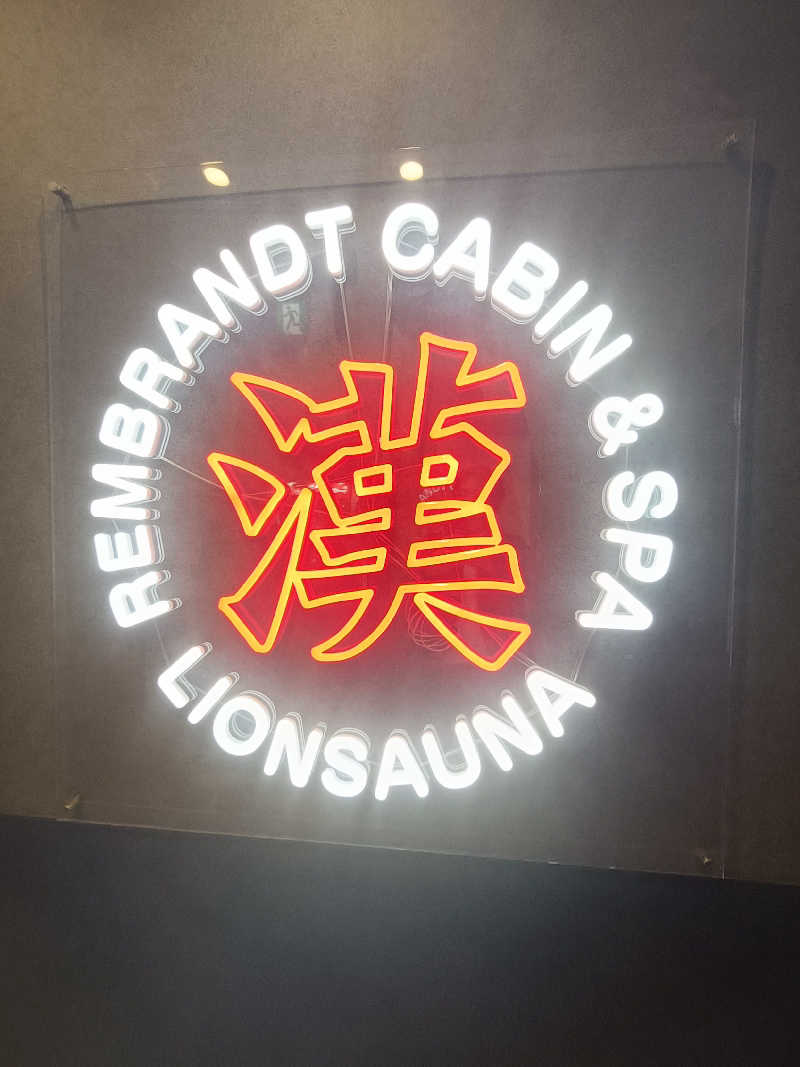 REMBRANDT CABIN & SPA
漢
LIONSAUNA